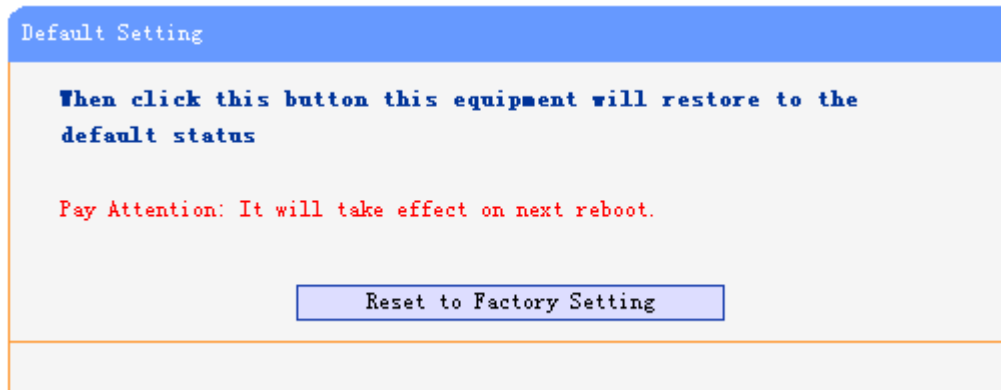 Default Setting
When click this button this equipment will restore to the
default status
Pay Attention: It will take effect on next reboot.
Reset to Factory Setting